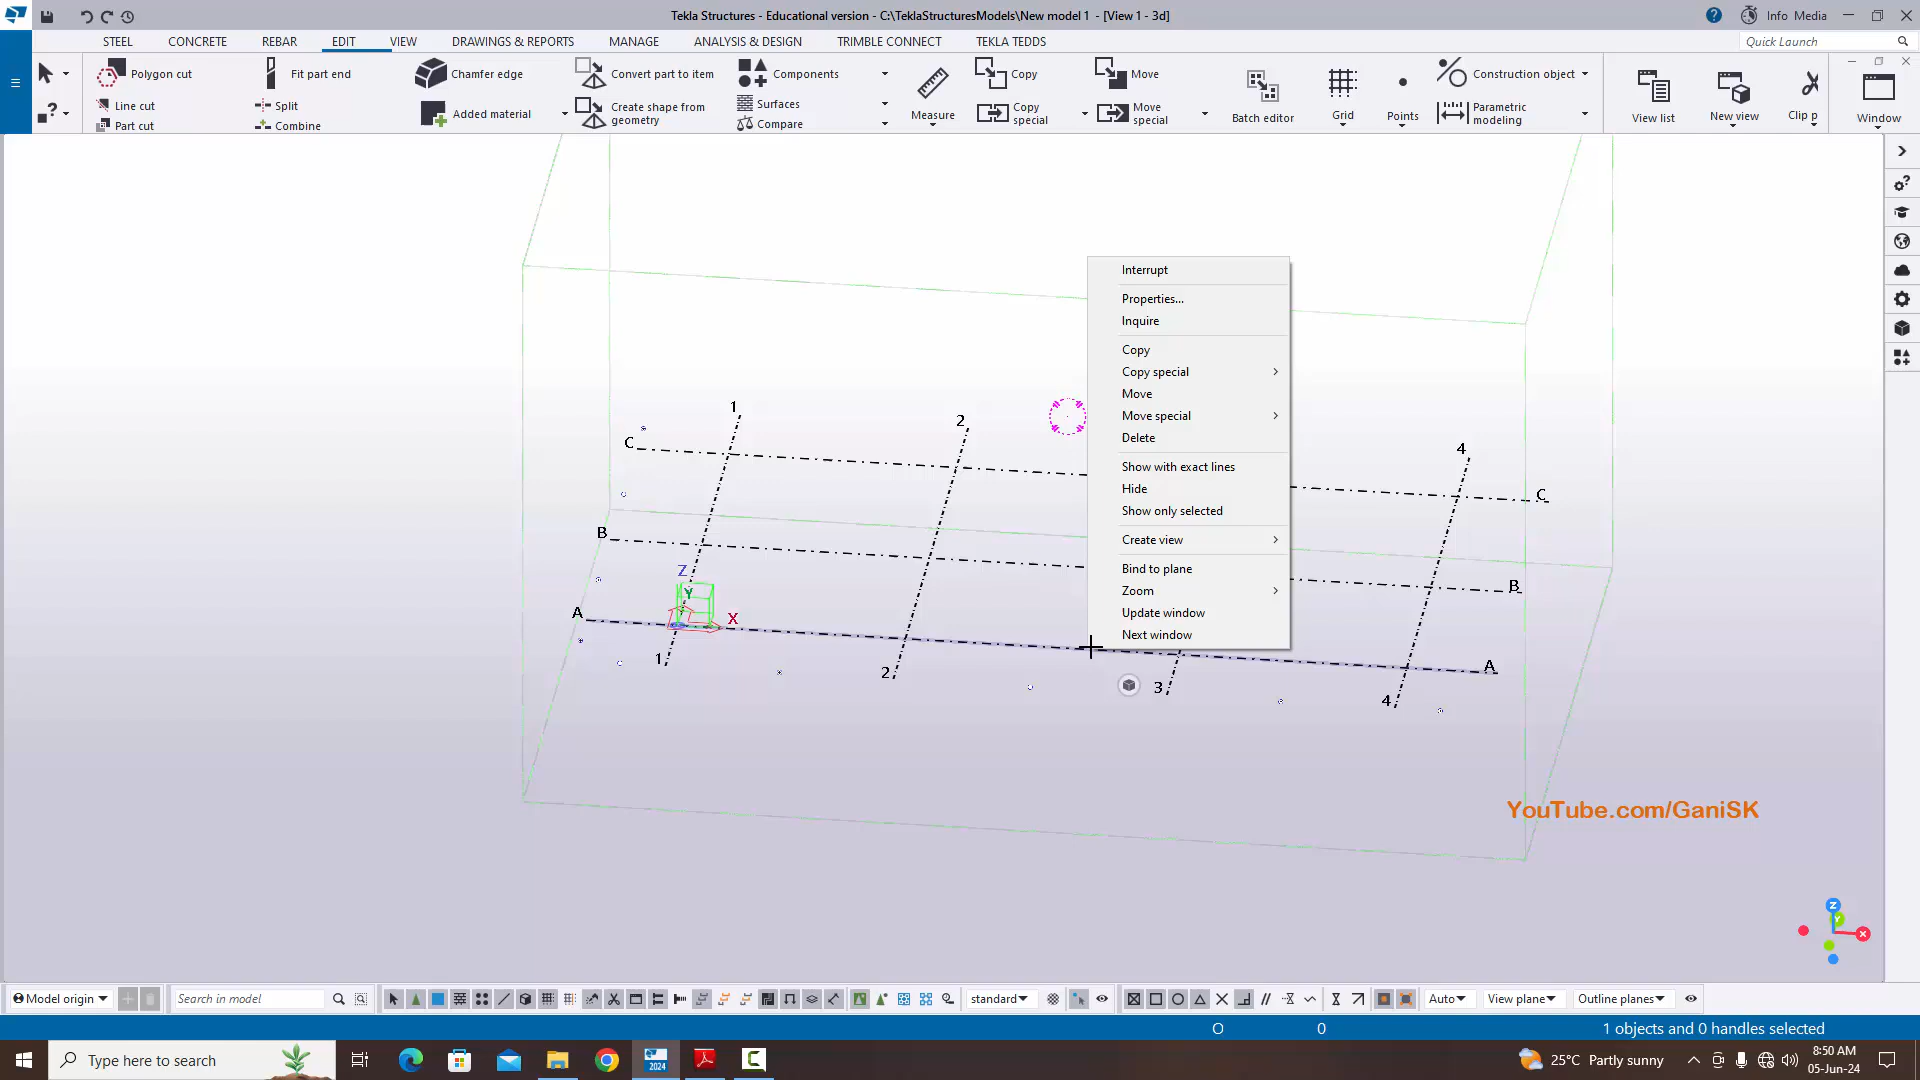 Tekla Structures - Educational version - C:\TeklaStructuresModels\New model 1 - [View 1 - 3d]
Info Media
STEEL CONCRETE REBAR EDIT VIEW DRAWINGS & REPORTS MANAGE ANALYSIS & DESIGN TRIMBLE CONNECT TEKLA TEDDS
Quick Launch
Polygon cut
Line cut
Part cut
Fit part end
Split
Combine
Chamfer edge
Added material
Convert part to item
Create shape from
geometry
Components
Surfaces
Compare
Measure
Copy
Copy
special
Move
Move
special
Batch editor
Grid
Points
Construction object
Parametric
modeling
View list
New view
Clip p
Window
Interrupt
Properties...
Inquire
Copy
Copy special
Move
Move special
Delete
Show with exact lines
Hide
Show only selected
Create view
Bind to plane
Zoom
Update window
Next window
1 2 4
C C
B B
A A
Z
Y
X
1 2 3 4
YouTube.com/GaniSK
Z
Y
X
Model origin
Search in model
standard
Auto
View plane
Outline planes
O 0 1 objects and 0 handles selected
Type here to search
2024
25°C Partly sunny
8:50 AM
05-Jun-24